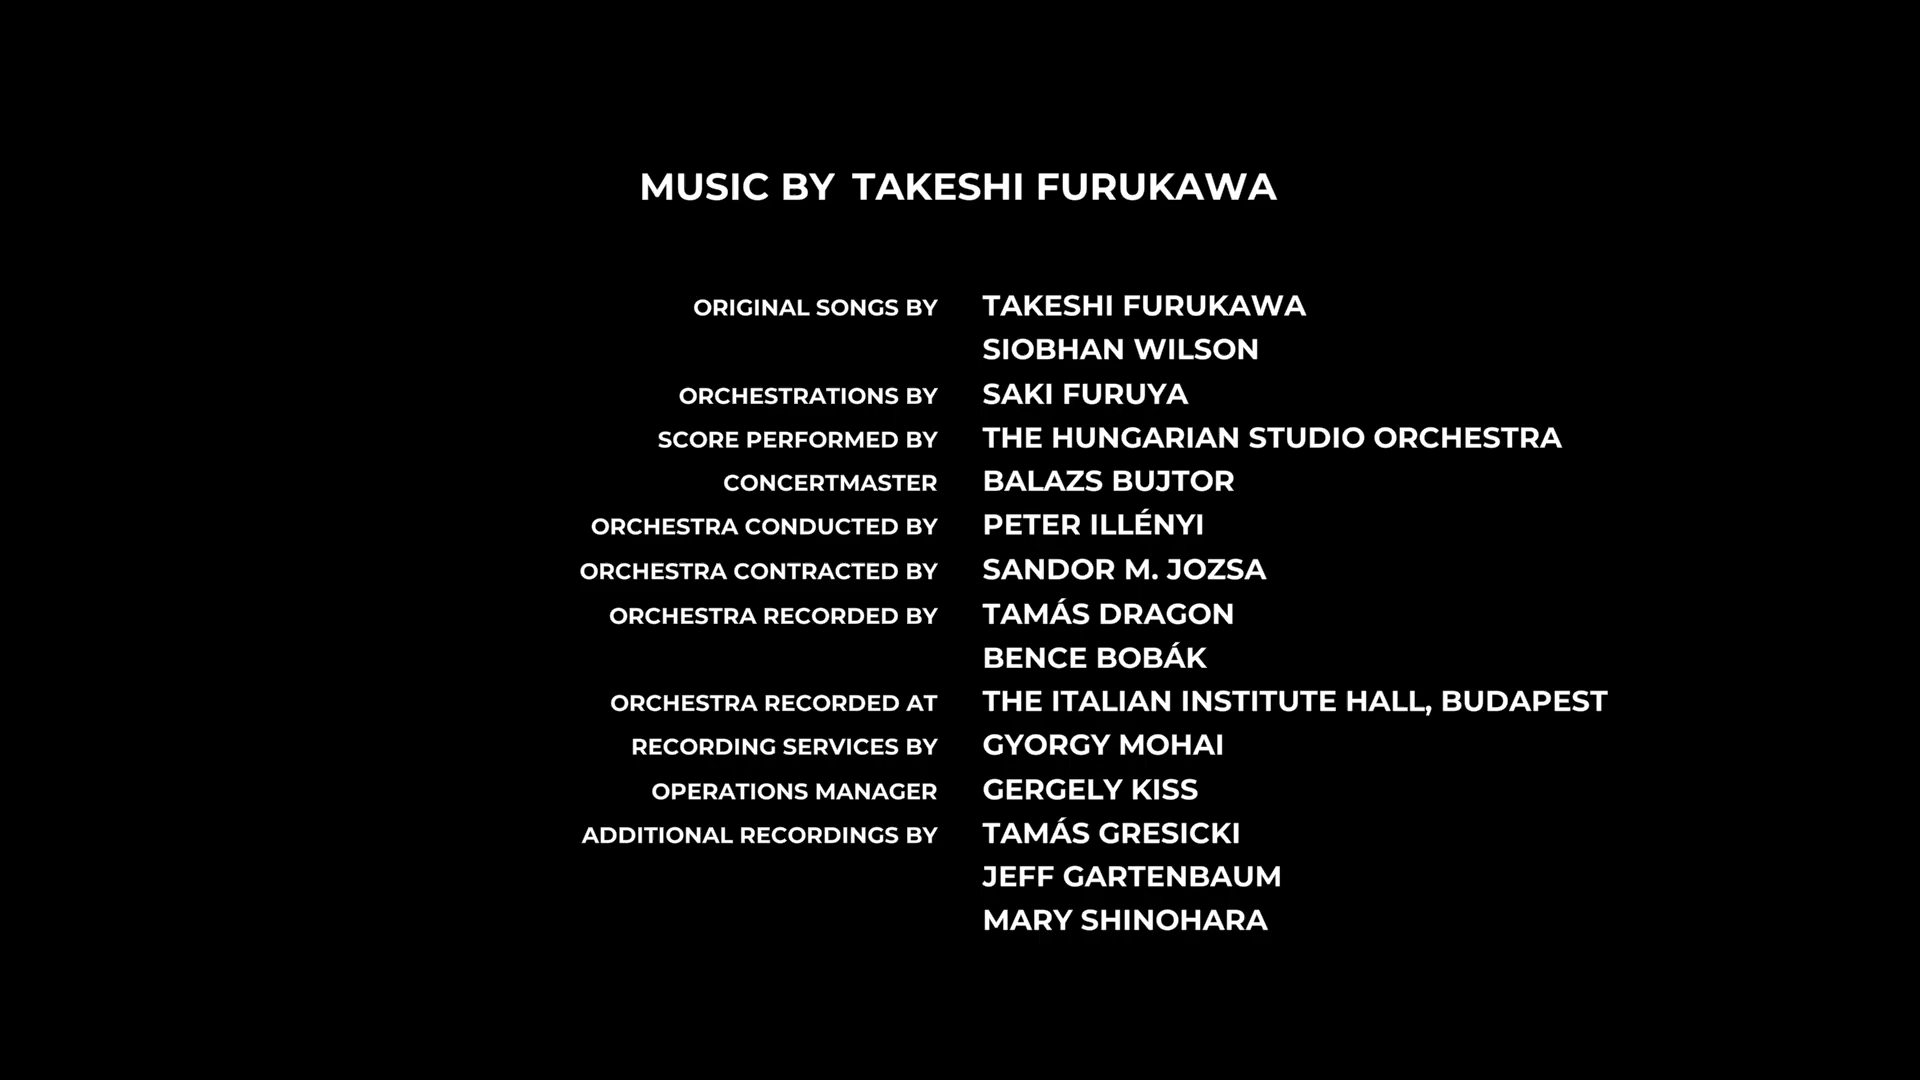 MUSIC BY TAKESHI FURUKAWA
ORIGINAL SONGS BY TAKESHI FURUKAWA
SIOBHAN WILSON
ORCHESTRATIONS BY SAKI FURUYA
SCORE PERFORMED BY THE HUNGARIAN STUDIO ORCHESTRA
CONCERTMASTER BALAZS BUJTOR
ORCHESTRA CONDUCTED BY PETER ILLÉNYI
ORCHESTRA CONTRACTED BY SANDOR M. JOZSA
ORCHESTRA RECORDED BY TAMÁS DRAGON
BENCE BOBÁK
ORCHESTRA RECORDED AT THE ITALIAN INSTITUTE HALL, BUDAPEST
RECORDING SERVICES BY GYORGY MOHAI
OPERATIONS MANAGER GERGELY KISS
ADDITIONAL RECORDINGS BY TAMÁS GRESICKI
JEFF GARTENBAUM
MARY SHINOHARA